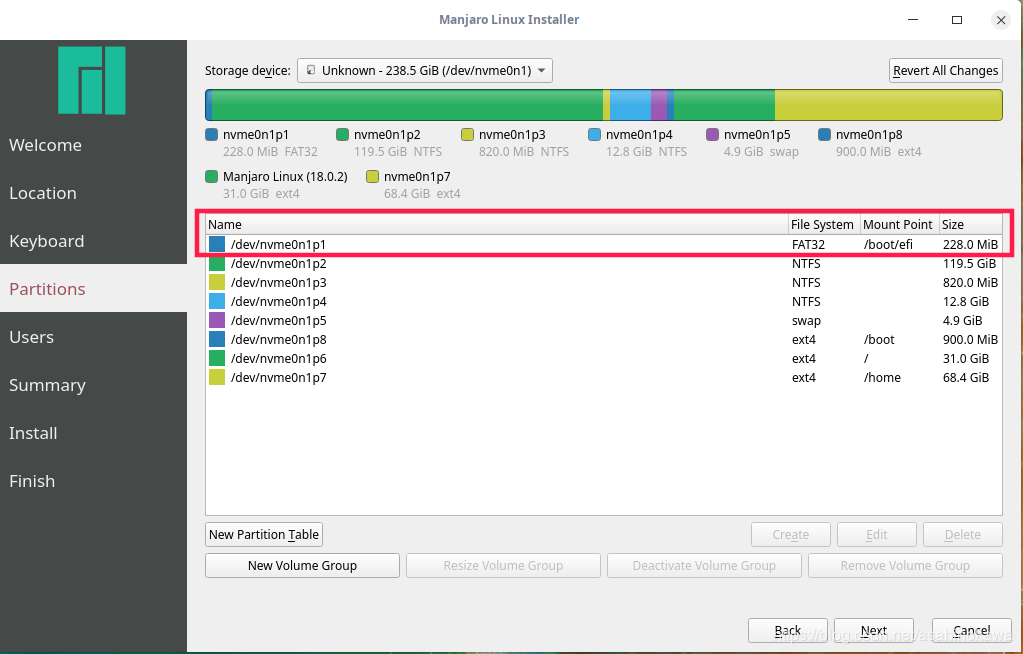 Manjaro Linux Installer
Welcome
Location
Keyboard
Partitions
Users
Summary
Install
Finish
Storage device: Unknown - 238.5 GiB (/dev/nvme0n1) Revert All Changes
nvme0n1p1 nvme0n1p2 nvme0n1p3 nvme0n1p4 nvme0n1p5 nvme0n1p8
228.0 MiB FAT32 119.5 GiB NTFS 820.0 MiB NTFS 12.8 GiB NTFS 4.9 GiB swap 900.0 MiB ext4
Manjaro Linux (18.0.2) nvme0n1p7
31.0 GiB ext4 68.4 GiB ext4
Name File System Mount Point Size
/dev/nvme0n1p1 FAT32 /boot/efi 228.0 MiB
/dev/nvme0n1p2 NTFS 119.5 GiB
/dev/nvme0n1p3 NTFS 820.0 MiB
/dev/nvme0n1p4 NTFS 12.8 GiB
/dev/nvme0n1p5 swap 4.9 GiB
/dev/nvme0n1p8 ext4 /boot 900.0 MiB
/dev/nvme0n1p6 ext4 / 31.0 GiB
/dev/nvme0n1p7 ext4 /home 68.4 GiB
New Partition Table Create Edit Delete
New Volume Group Resize Volume Group Deactivate Volume Group Remove Volume Group
Back Next Cancel